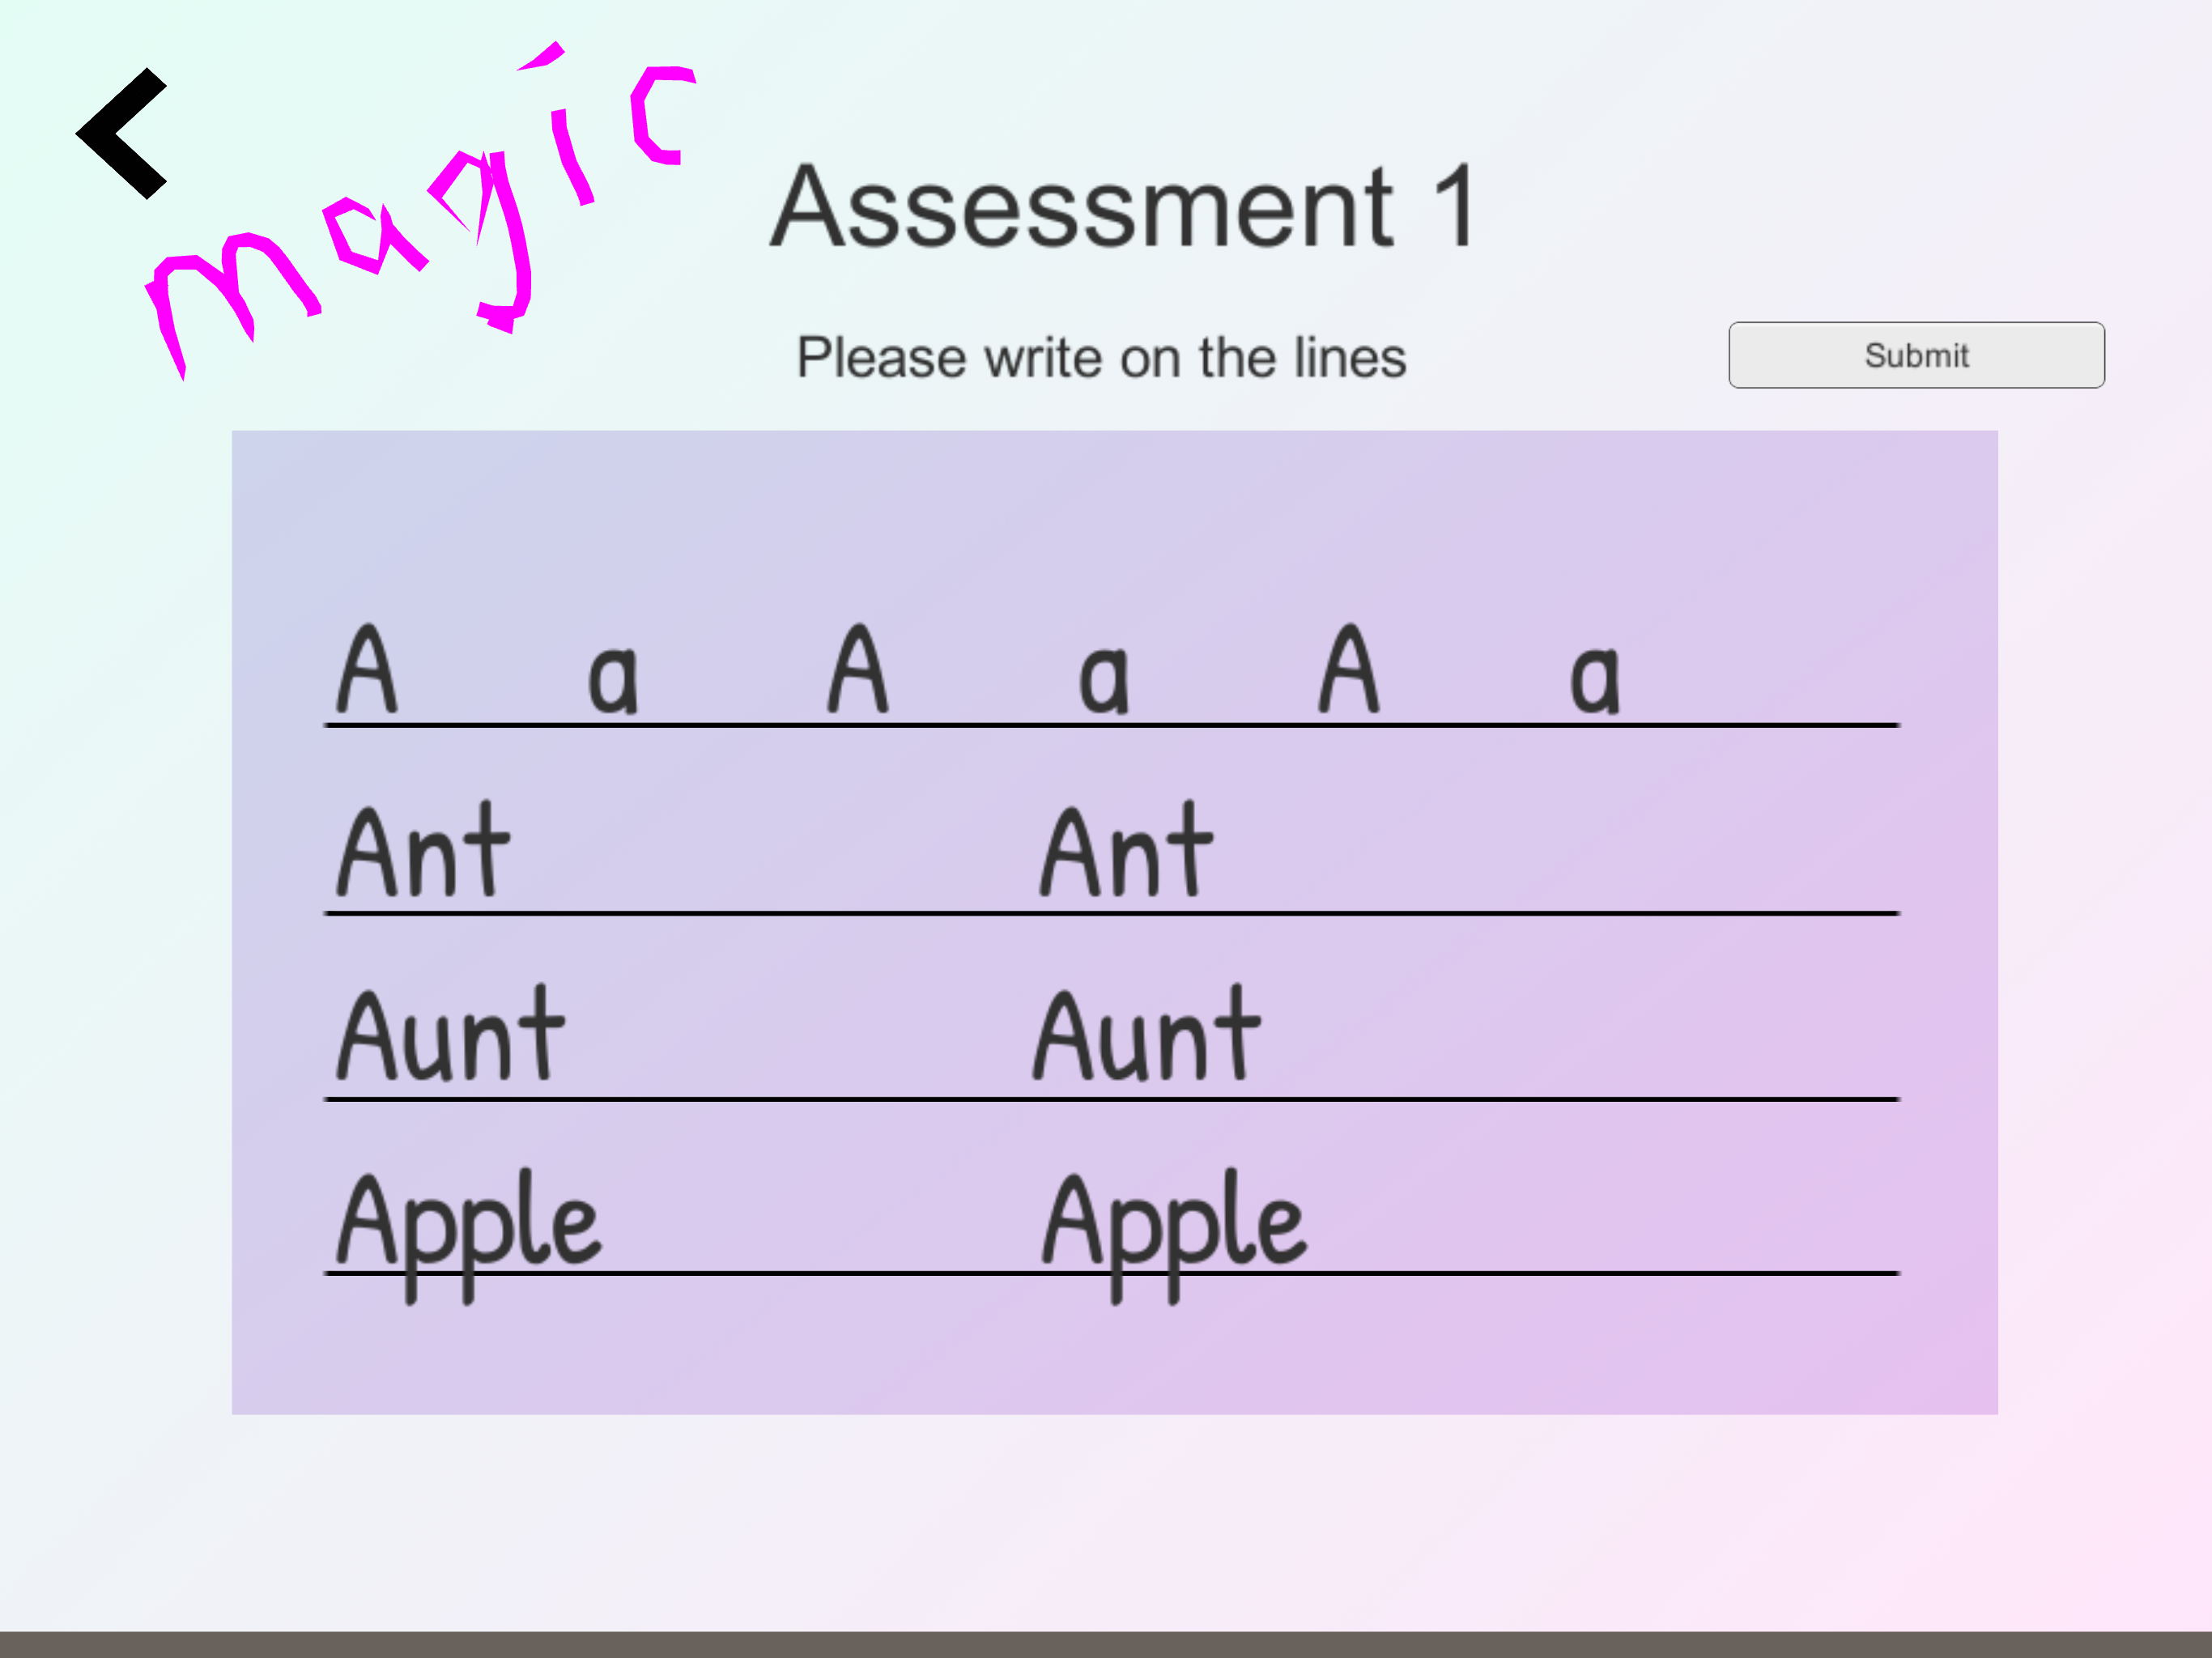 magic
Assessment 1
Please write on the lines
Submit
A a A a A a
Ant Ant
Aunt Aunt
Apple Apple